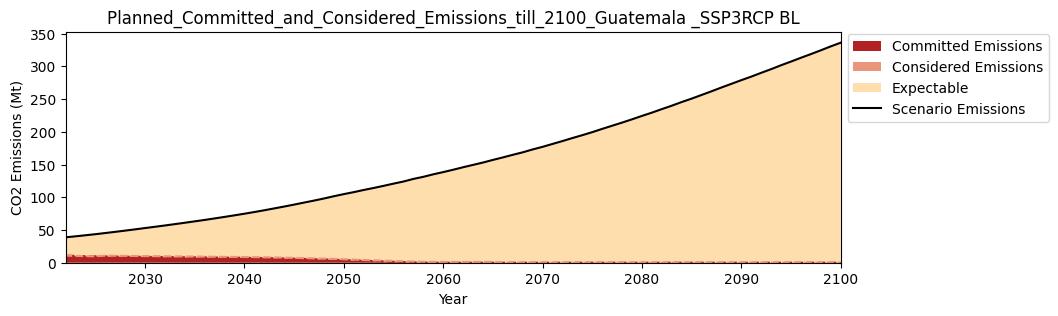 Planned_Committed_and_Considered_Emissions_till_2100_Guatemala _SSP3RCP BL
CO2 Emissions (Mt)
350
300
250
200
150
100
50
0
2030 2040 2050 2060 2070 2080 2090 2100
Year
Committed Emissions
Considered Emissions
Expectable
Scenario Emissions